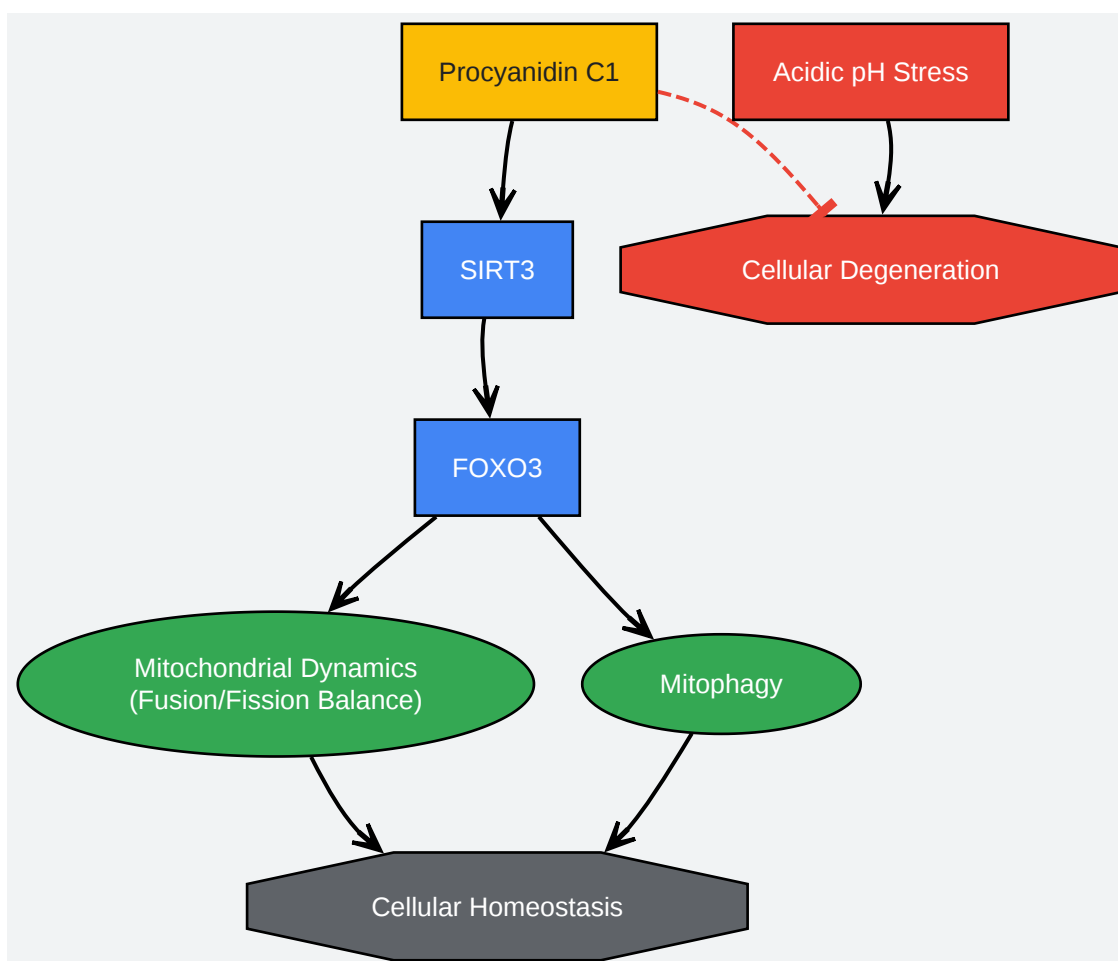 Procyanidin C1
Acidic pH Stress
SIRT3
Cellular Degeneration
FOXO3
Mitochondrial Dynamics
(Fusion/Fission Balance)
Mitophagy
Cellular Homeostasis